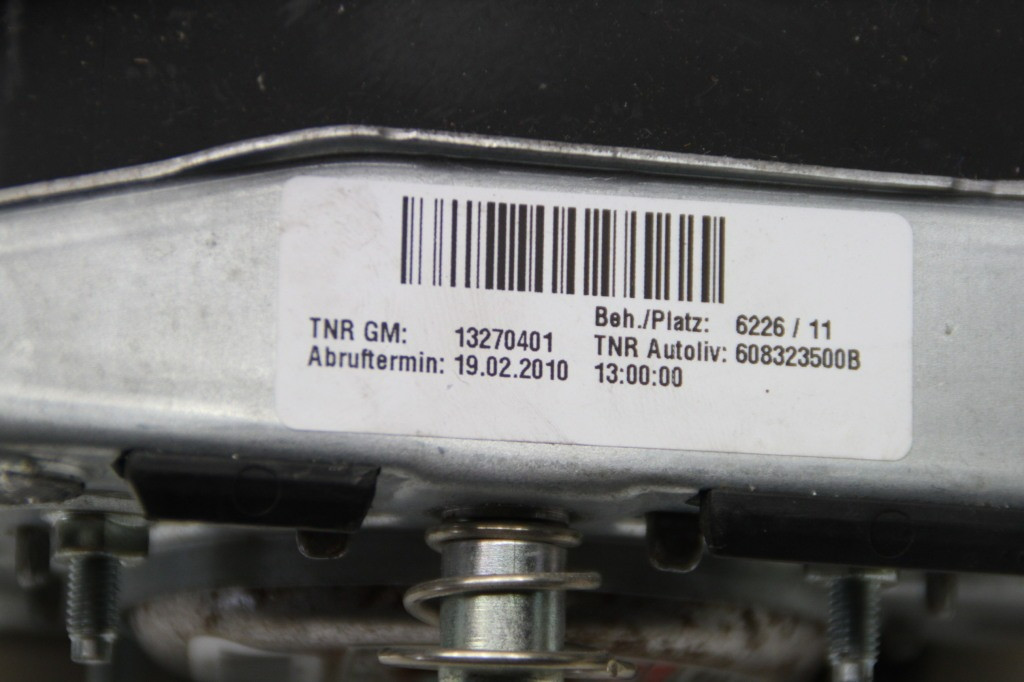 Beh./Platz: 6226 / 11
TNR GM: 13270401 TNR Autoliv: 608323500B
Abruftermin: 19.02.2010 13:00:00